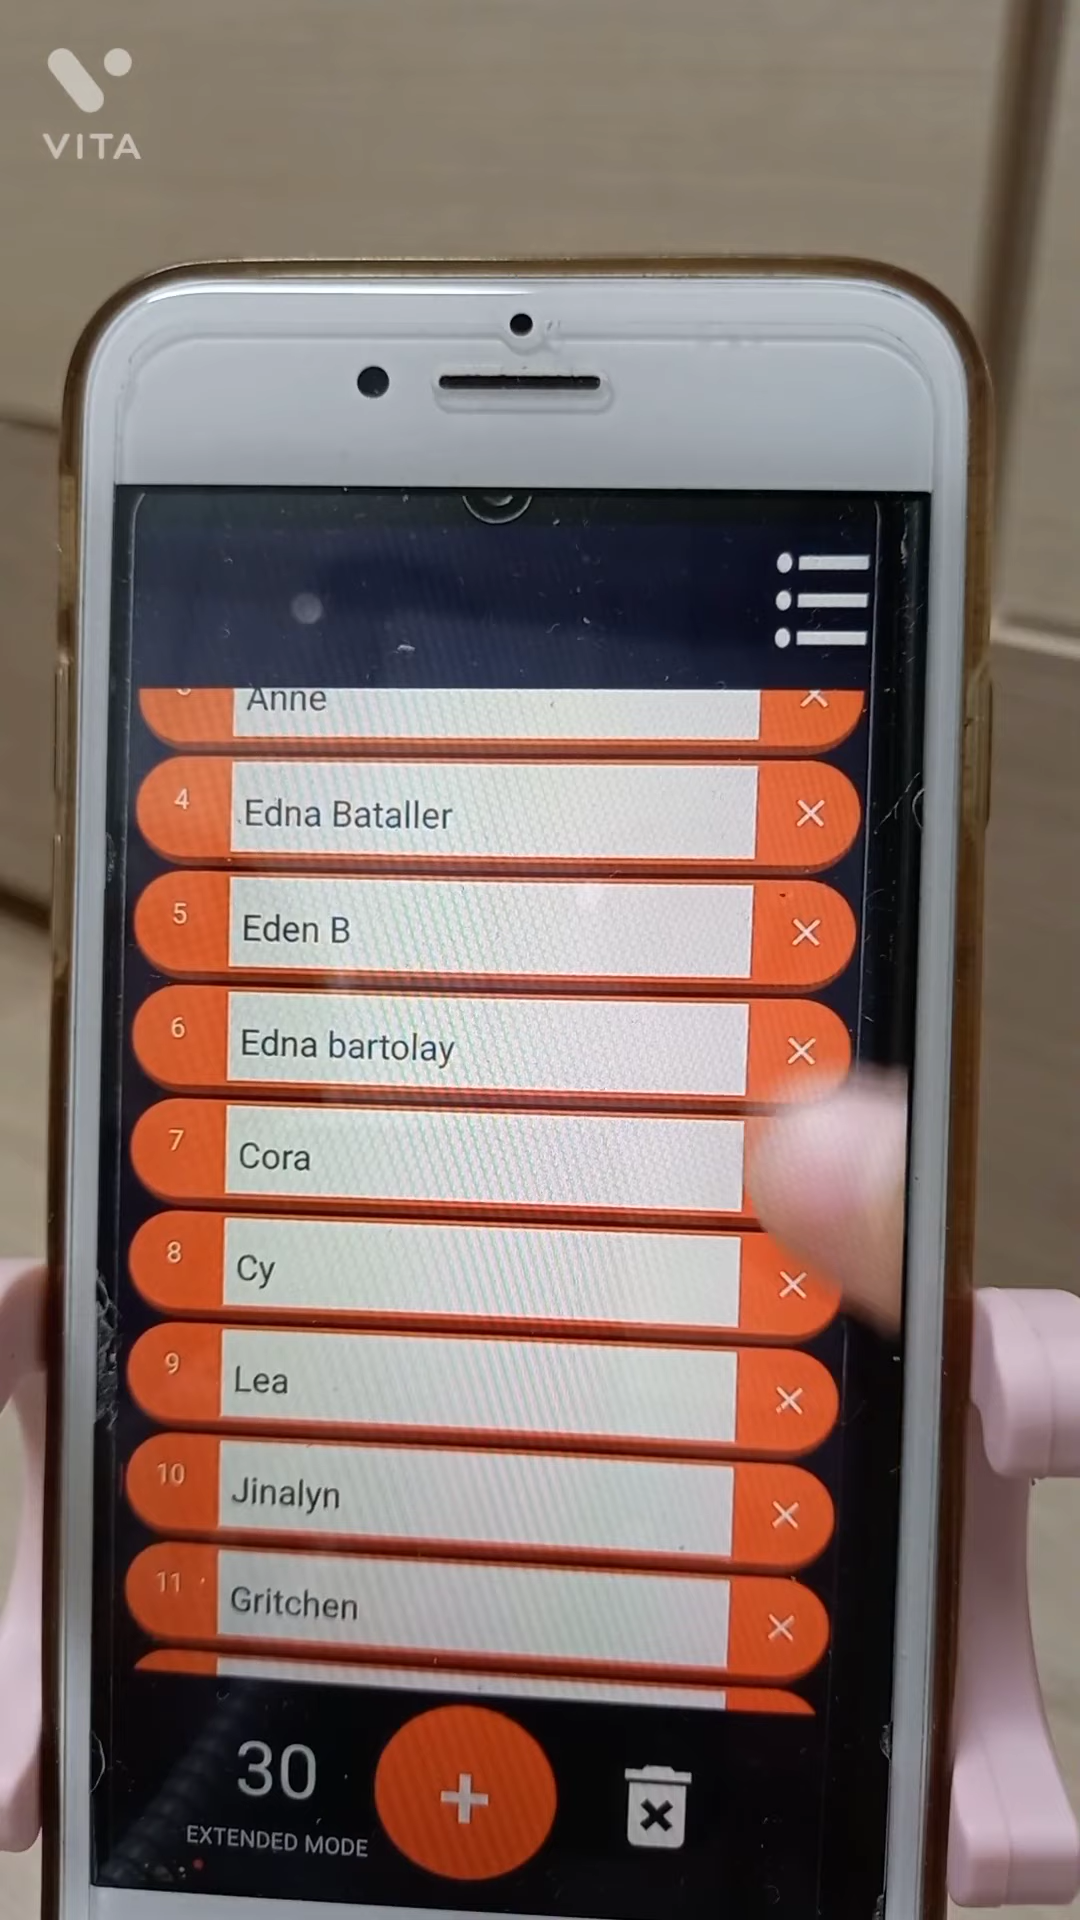 VITA
Anne
4
Edna Bataller
5
Eden B
6
Edna bartolay
7
Cora
8
Cy
9
Lea
10
Jinalyn
11
Gritchen
30
EXTENDED MODE